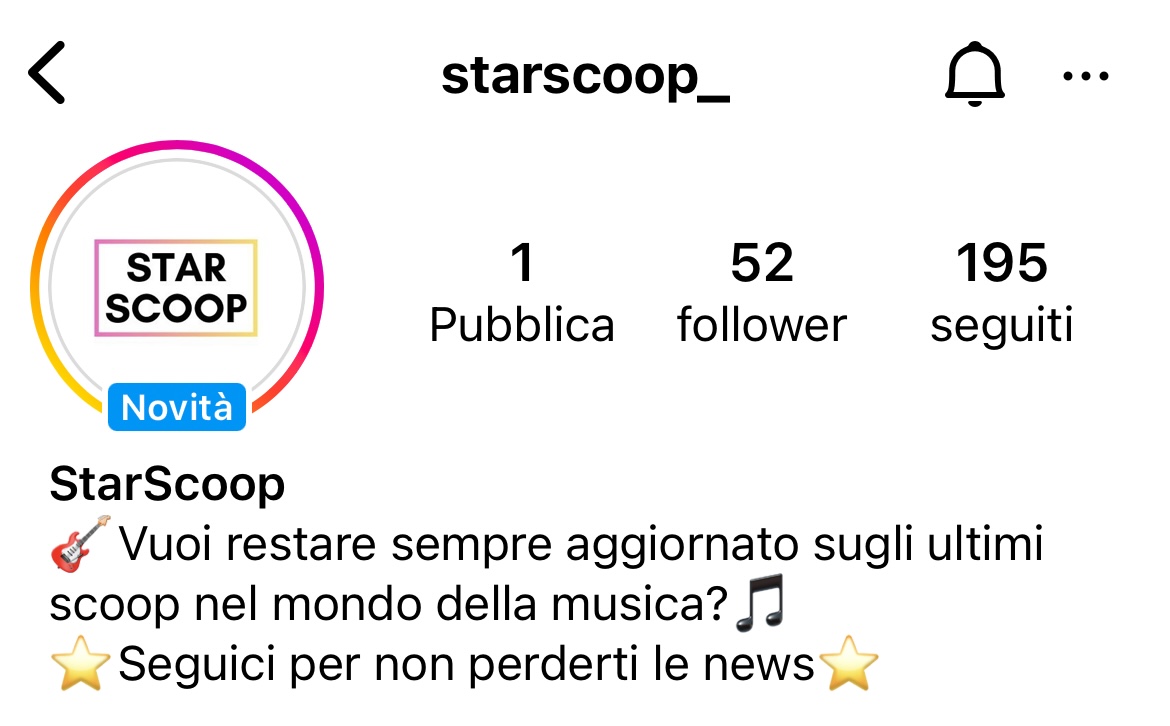 starscoop_
STAR
SCOOP
Novità
1
Pubblica
52
follower
195
seguiti
StarScoop
🎸Vuoi restare sempre aggiornato sugli ultimi
scoop nel mondo della musica?🎵
⭐Seguici per non perderti le news⭐